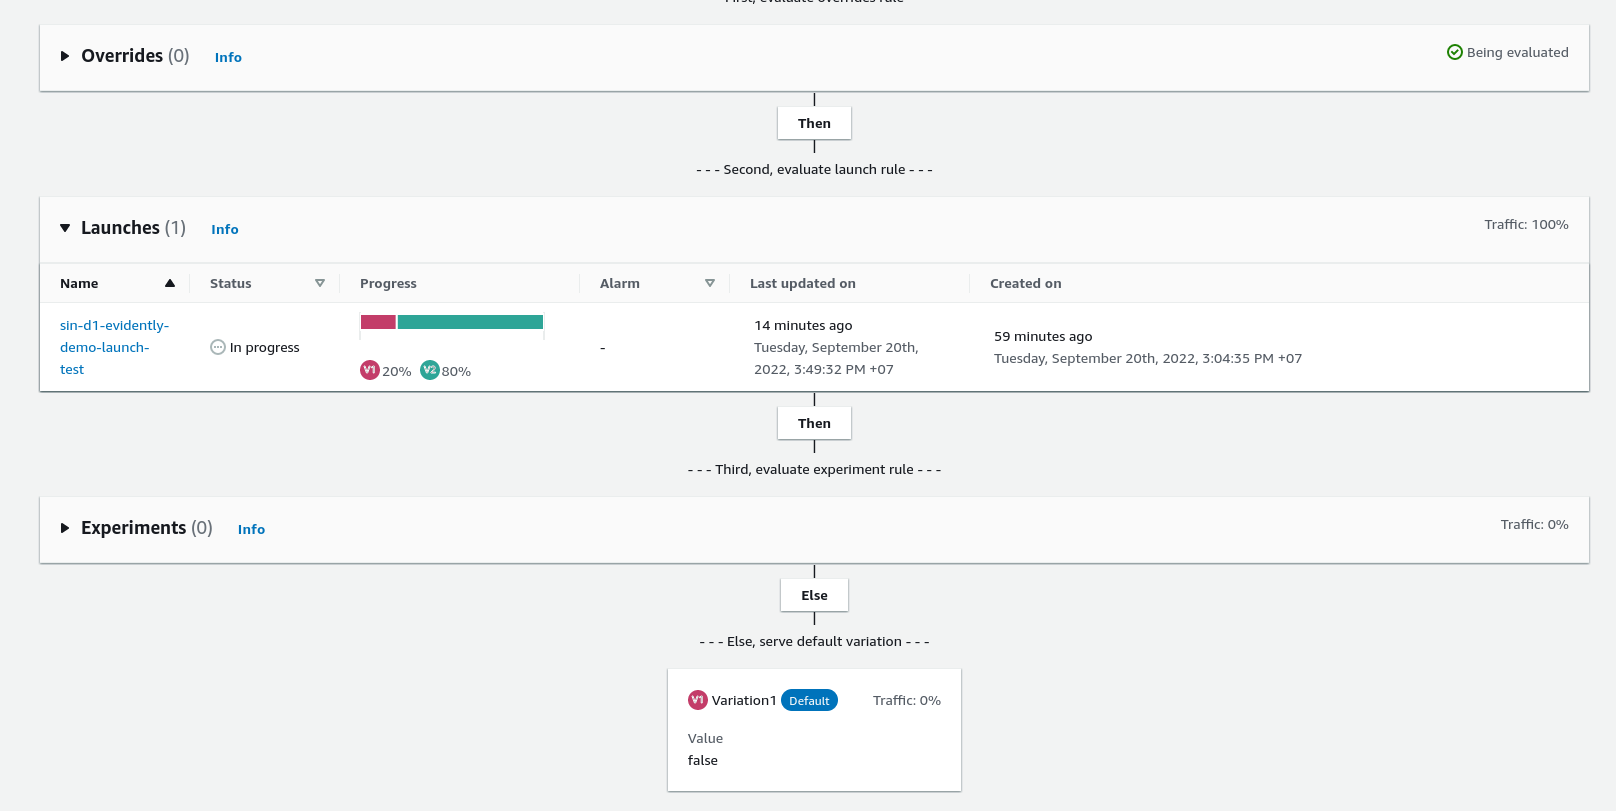 First, evaluate overrides rule
Overrides (0) Info
Being evaluated
Then
- - - Second, evaluate launch rule - - -
Launches (1) Info
Traffic: 100%
Name Status Progress Alarm Last updated on Created on
sin-d1-evidently-
demo-launch-
test
In progress
V1 20% V2 80%
-
14 minutes ago
Tuesday, September 20th,
2022, 3:49:32 PM +07
59 minutes ago
Tuesday, September 20th, 2022, 3:04:35 PM +07
Then
- - - Third, evaluate experiment rule - - -
Experiments (0) Info
Traffic: 0%
Else
- - - Else, serve default variation - - -
V1 Variation1 Default Traffic: 0%
Value
false